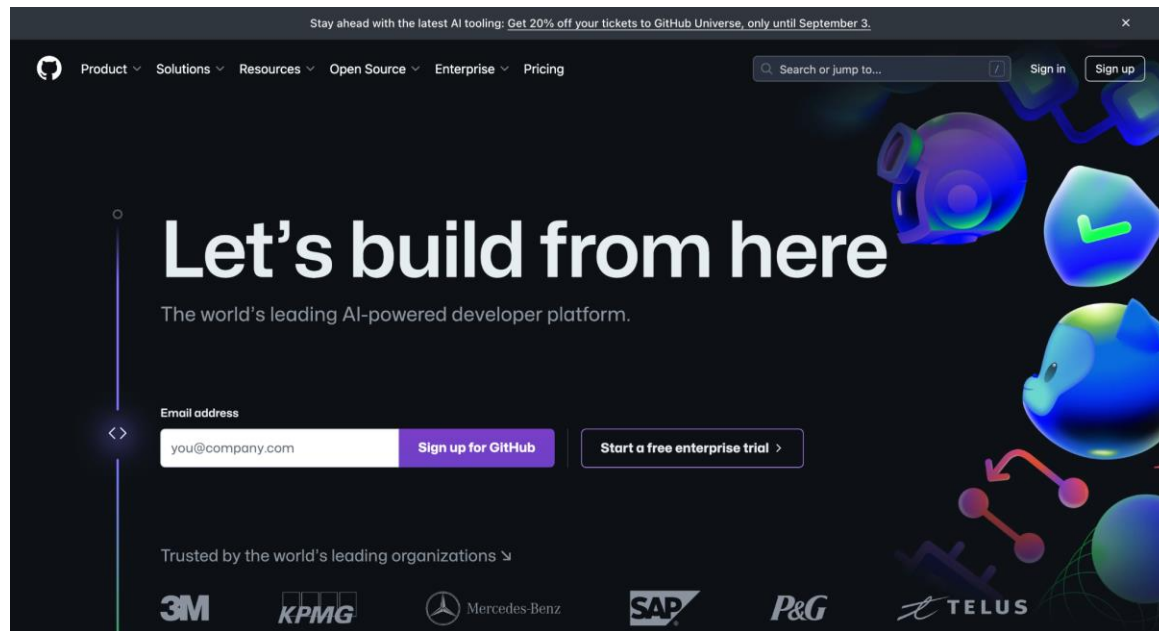 Stay ahead with the latest AI tooling: Get 20% off your tickets to GitHub Universe, only until September 3.
Product Solutions Resources Open Source Enterprise Pricing Search or jump to... / Sign in Sign up
Let's build from here
The world's leading AI-powered developer platform.
Email address
you@company.com Sign up for GitHub Start a free enterprise trial
Trusted by the world's leading organizations
3M KPMG Mercedes-Benz SAP P&G TELUS